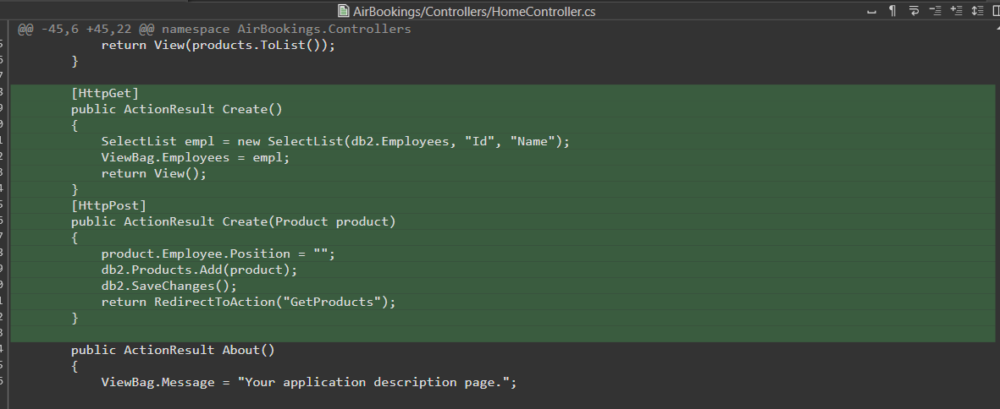 AirBookings/Controllers/HomeController.cs
@@ -45,6 +45,22 @@ namespace AirBookings.Controllers
            return View(products.ToList());
        }

        [HttpGet]
        public ActionResult Create()
        {
            SelectList empl = new SelectList(db2.Employees, "Id", "Name");
            ViewBag.Employees = empl;
            return View();
        }
        [HttpPost]
        public ActionResult Create(Product product)
        {
            product.Employee.Position = "";
            db2.Products.Add(product);
            db2.SaveChanges();
            return RedirectToAction("GetProducts");
        }

        public ActionResult About()
        {
            ViewBag.Message = "Your application description page.";